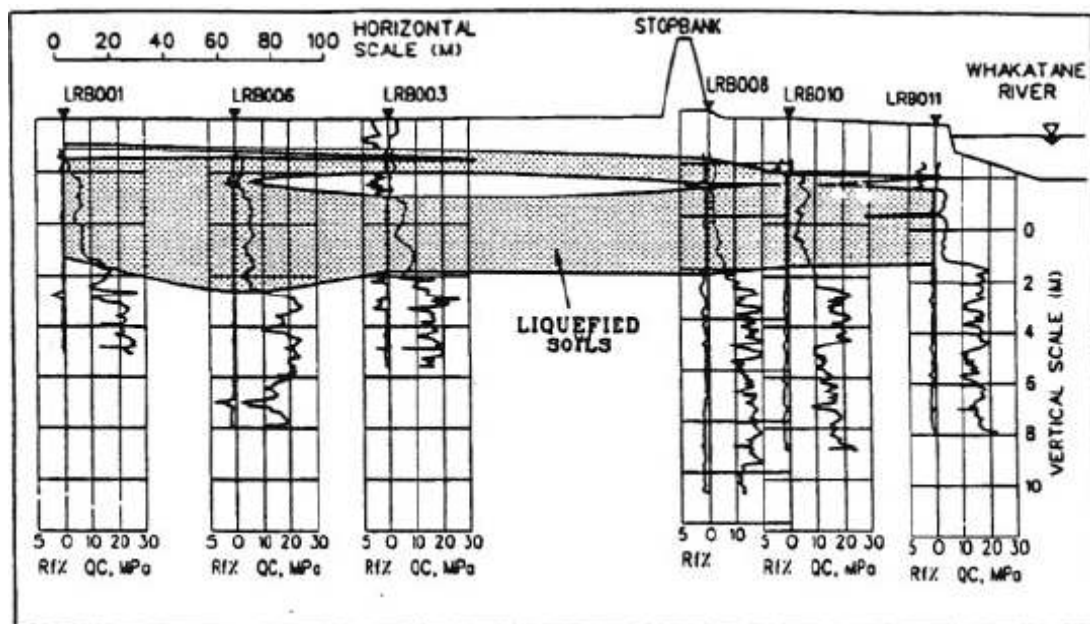 0 20 40 60 80 100
HORIZONTAL
SCALE (M)
STOPBANK
WHAKATANE
RIVER
LRB001
LRB006
LRB003
LRB008
LRB010
LRB011
LIQUEFIED
SOILS
0
2
4
6
8
10
VERTICAL SCALE (M)
5 0 10 20 30
Rf% QC, MPa
5 0 10 20 30
Rf% QC, MPa
5 0 10 20 30
Rf% QC, MPa
5 0 10
Rf%
5 0 10 20 30
QC, MPa
5 0 10 20 30
Rf% QC, MPa